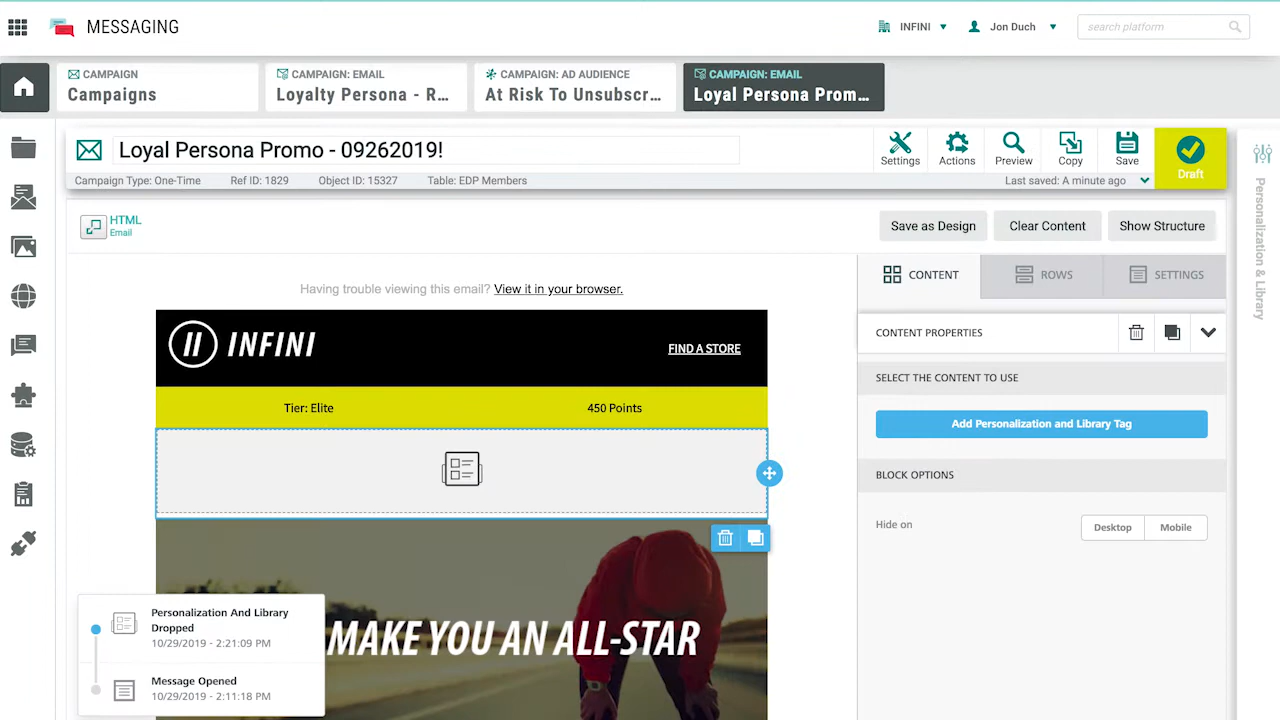 MESSAGING
INFINI
Jon Duch
search platform
CAMPAIGN
Campaigns
CAMPAIGN: EMAIL
Loyalty Persona - R...
CAMPAIGN: AD AUDIENCE
At Risk To Unsubscr...
CAMPAIGN: EMAIL
Loyal Persona Prom...
Loyal Persona Promo - 09262019!
Settings
Actions
Preview
Copy
Save
Draft
Campaign Type: One-Time
Ref ID: 1829
Object ID: 15327
Table: EDP Members
Last saved: A minute ago
Personalization & Library
HTML
Email
Save as Design
Clear Content
Show Structure
CONTENT
ROWS
SETTINGS
Having trouble viewing this email? View it in your browser.
INFINI
FIND A STORE
Tier: Elite
450 Points
CONTENT PROPERTIES
SELECT THE CONTENT TO USE
Add Personalization and Library Tag
BLOCK OPTIONS
Hide on
Desktop
Mobile
MAKE YOU AN ALL-STAR
Personalization And Library
Dropped
10/29/2019 - 2:21:09 PM
Message Opened
10/29/2019 - 2:11:18 PM